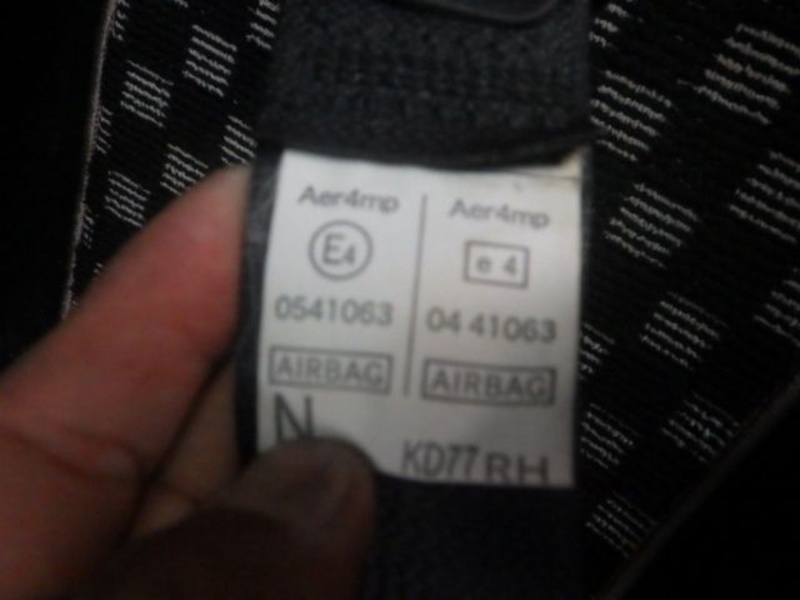 Aer4mp
E4
0541063
AIRBAG
Aer4mp
e 4
04 41063
AIRBAG
N
KD77 RH